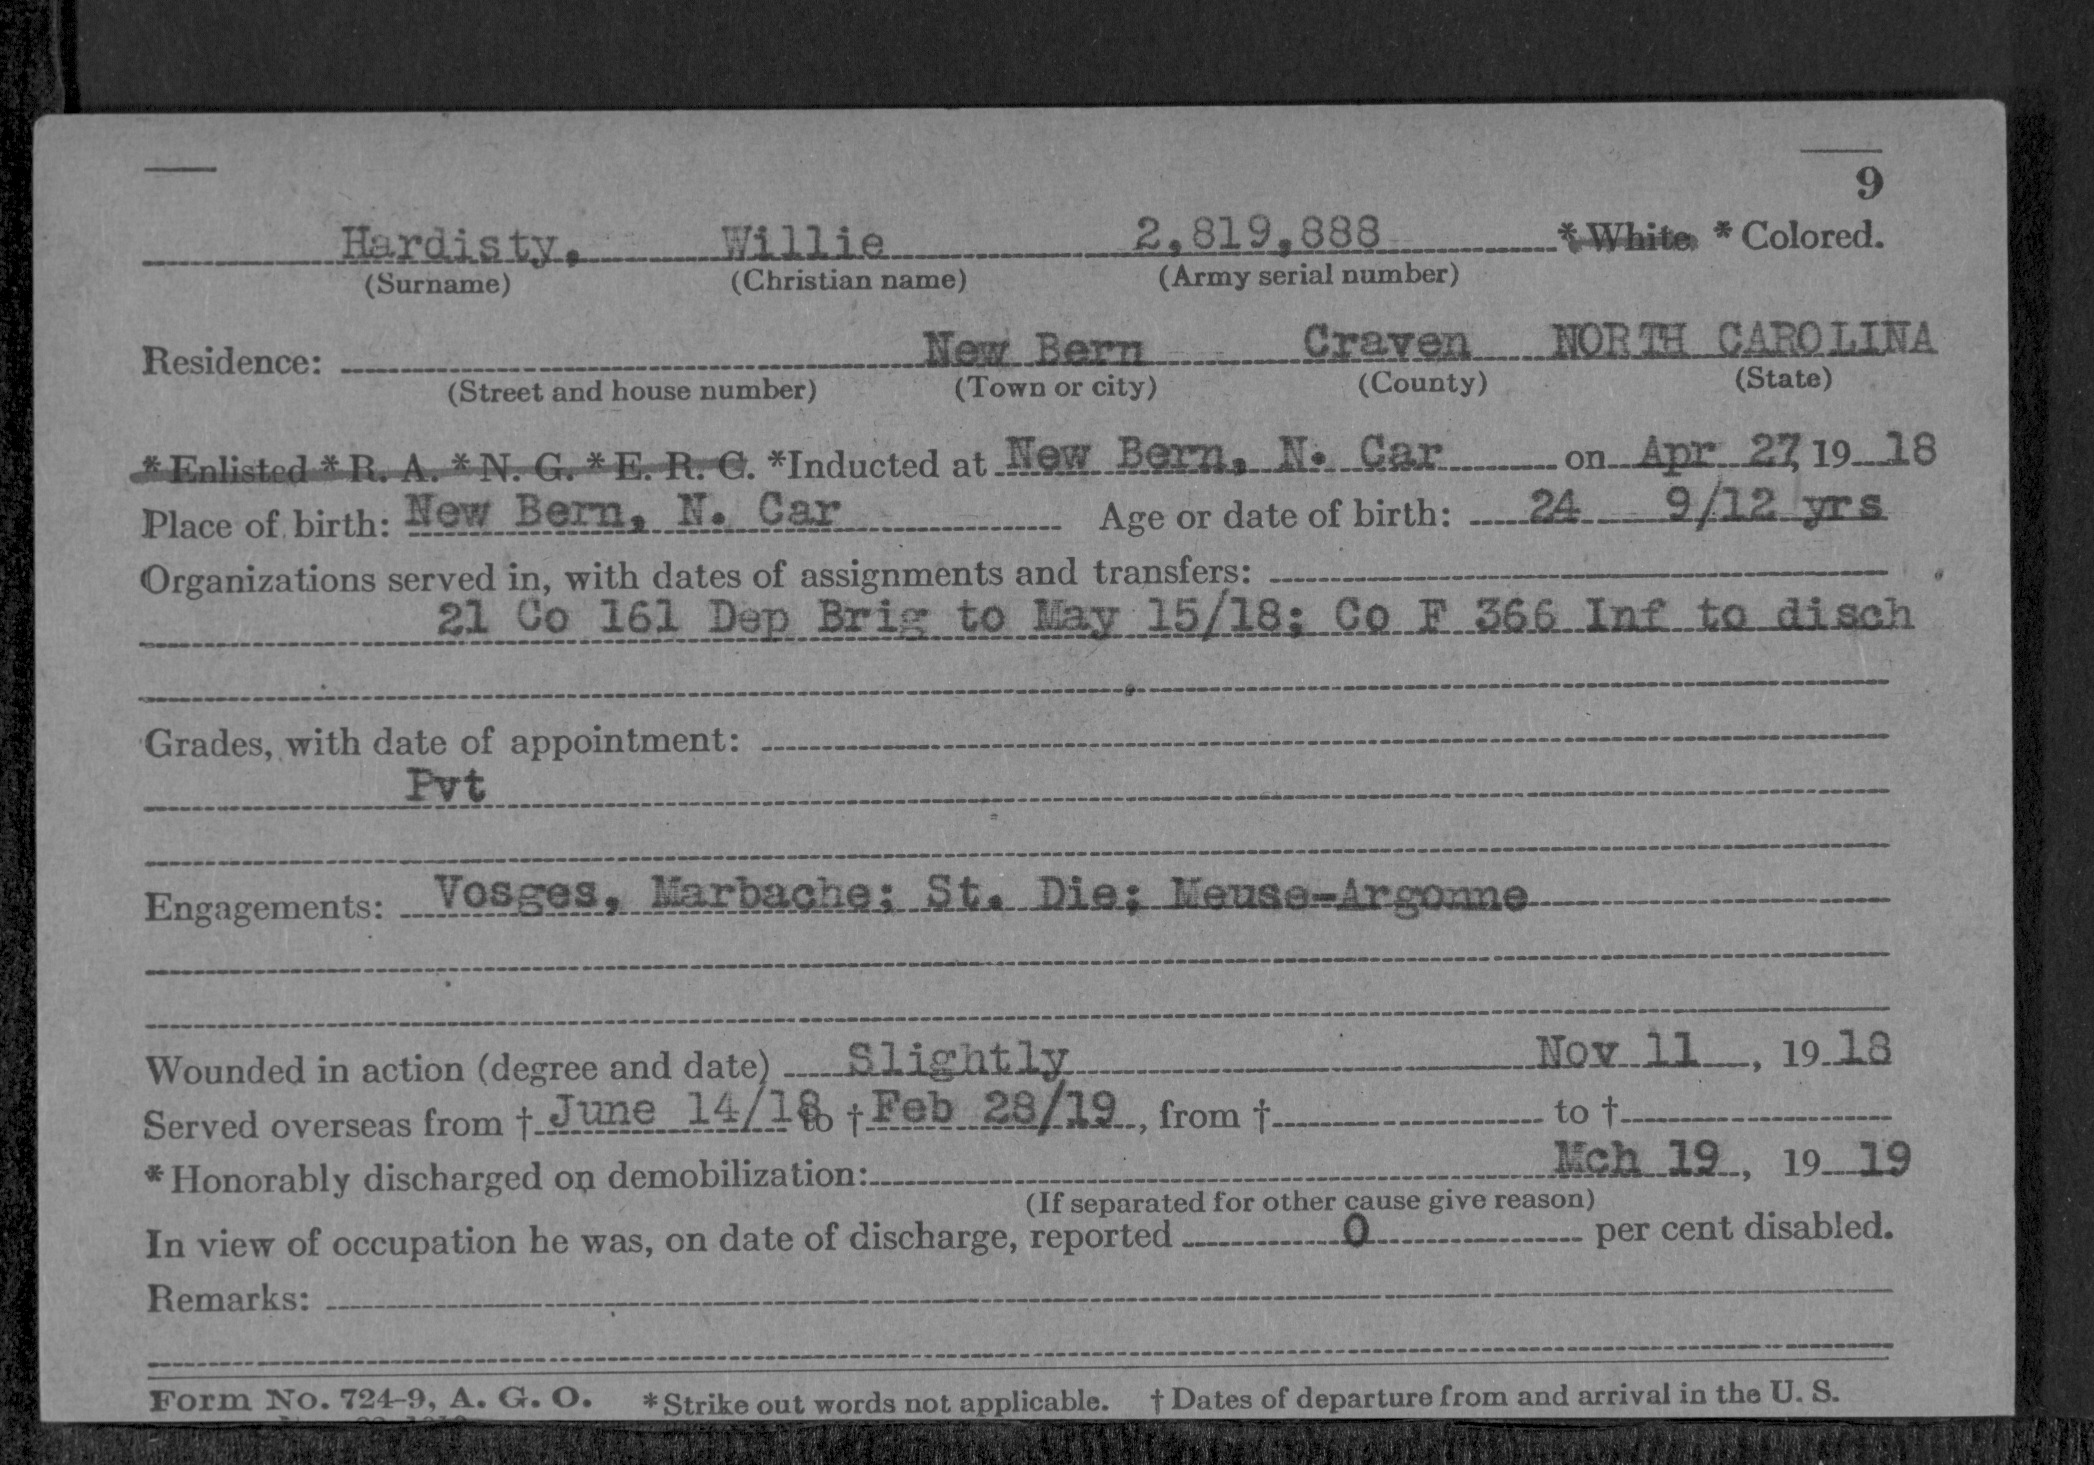 9
Hardisty, Willie 2,819,888 *White *Colored.
(Surname) (Christian name) (Army serial number)
Residence: New Bern Craven NORTH CAROLINA
(Street and house number) (Town or city) (County) (State)
*Enlisted *R. A. *N. G. *E. R. C. *Inducted at New Bern, N. Car on Apr 27, 1918
Place of birth: New Bern, N. Car Age or date of birth: 24 9/12 yrs
Organizations served in, with dates of assignments and transfers:
21 Co 161 Dep Brig to May 15/18; Co F 366 Inf to disch
Grades, with date of appointment:
Pvt
Engagements: Vosges, Marbache; St. Die; Meuse-Argonne
Wounded in action (degree and date) Slightly Nov 11, 1918
Served overseas from † June 14/18 to † Feb 28/19, from † to †
*Honorably discharged on demobilization: Mch 19, 1919
(If separated for other cause give reason)
In view of occupation he was, on date of discharge, reported 0 per cent disabled.
Remarks:
Form No. 724-9, A. G. O. *Strike out words not applicable. † Dates of departure from and arrival in the U. S.